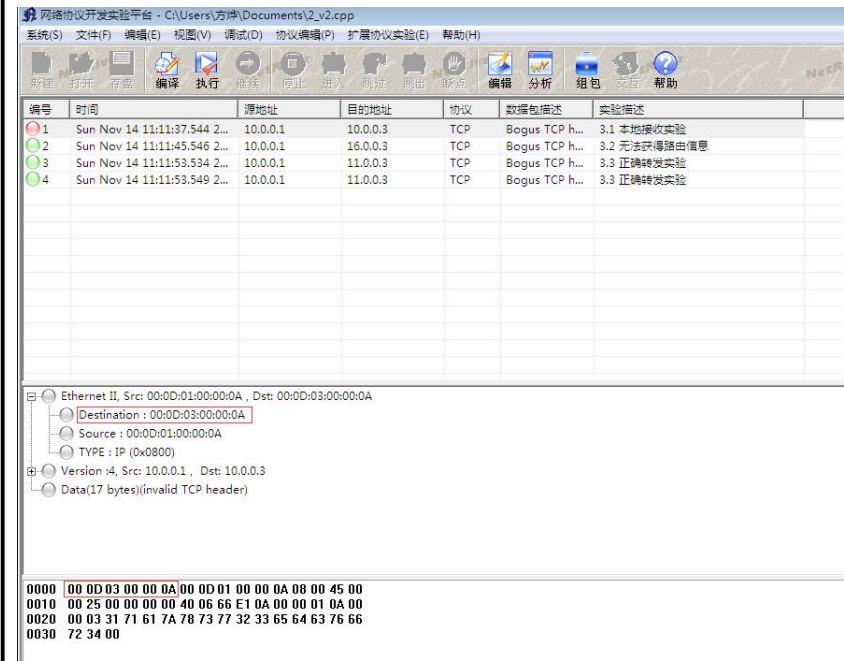 网络协议开发实验平台 - C:\Users\方烨\Documents\2_v2.cpp
系统(S) 文件(F) 编辑(E) 视图(V) 调试(D) 协议编辑(P) 扩展协议实验(E) 帮助(H)
新建 打开 存盘 编译 执行 继续 停止 进入 跳过 跳出 断点 编辑 分析 组包 交互 帮助
编号 时间 源地址 目的地址 协议 数据包描述 实验描述
1 Sun Nov 14 11:11:37.544 2... 10.0.0.1 10.0.0.3 TCP Bogus TCP h... 3.1 本地接收实验
2 Sun Nov 14 11:11:45.546 2... 10.0.0.1 16.0.0.3 TCP Bogus TCP h... 3.2 无法获得路由信息
3 Sun Nov 14 11:11:53.534 2... 10.0.0.1 11.0.0.3 TCP Bogus TCP h... 3.3 正确转发实验
4 Sun Nov 14 11:11:53.549 2... 10.0.0.1 11.0.0.3 TCP Bogus TCP h... 3.3 正确转发实验
Ethernet II, Src: 00:0D:01:00:00:0A , Dst: 00:0D:03:00:00:0A
Destination : 00:0D:03:00:00:0A
Source : 00:0D:01:00:00:0A
TYPE : IP (0x0800)
Version :4, Src: 10.0.0.1 , Dst: 10.0.0.3
Data(17 bytes)(invalid TCP header)
0000 00 0D 03 00 00 0A 00 0D 01 00 00 0A 08 00 45 00
0010 00 25 00 00 00 00 40 06 66 E1 0A 00 00 01 0A 00
0020 00 03 31 71 61 7A 78 73 77 32 33 65 64 63 76 66
0030 72 34 00